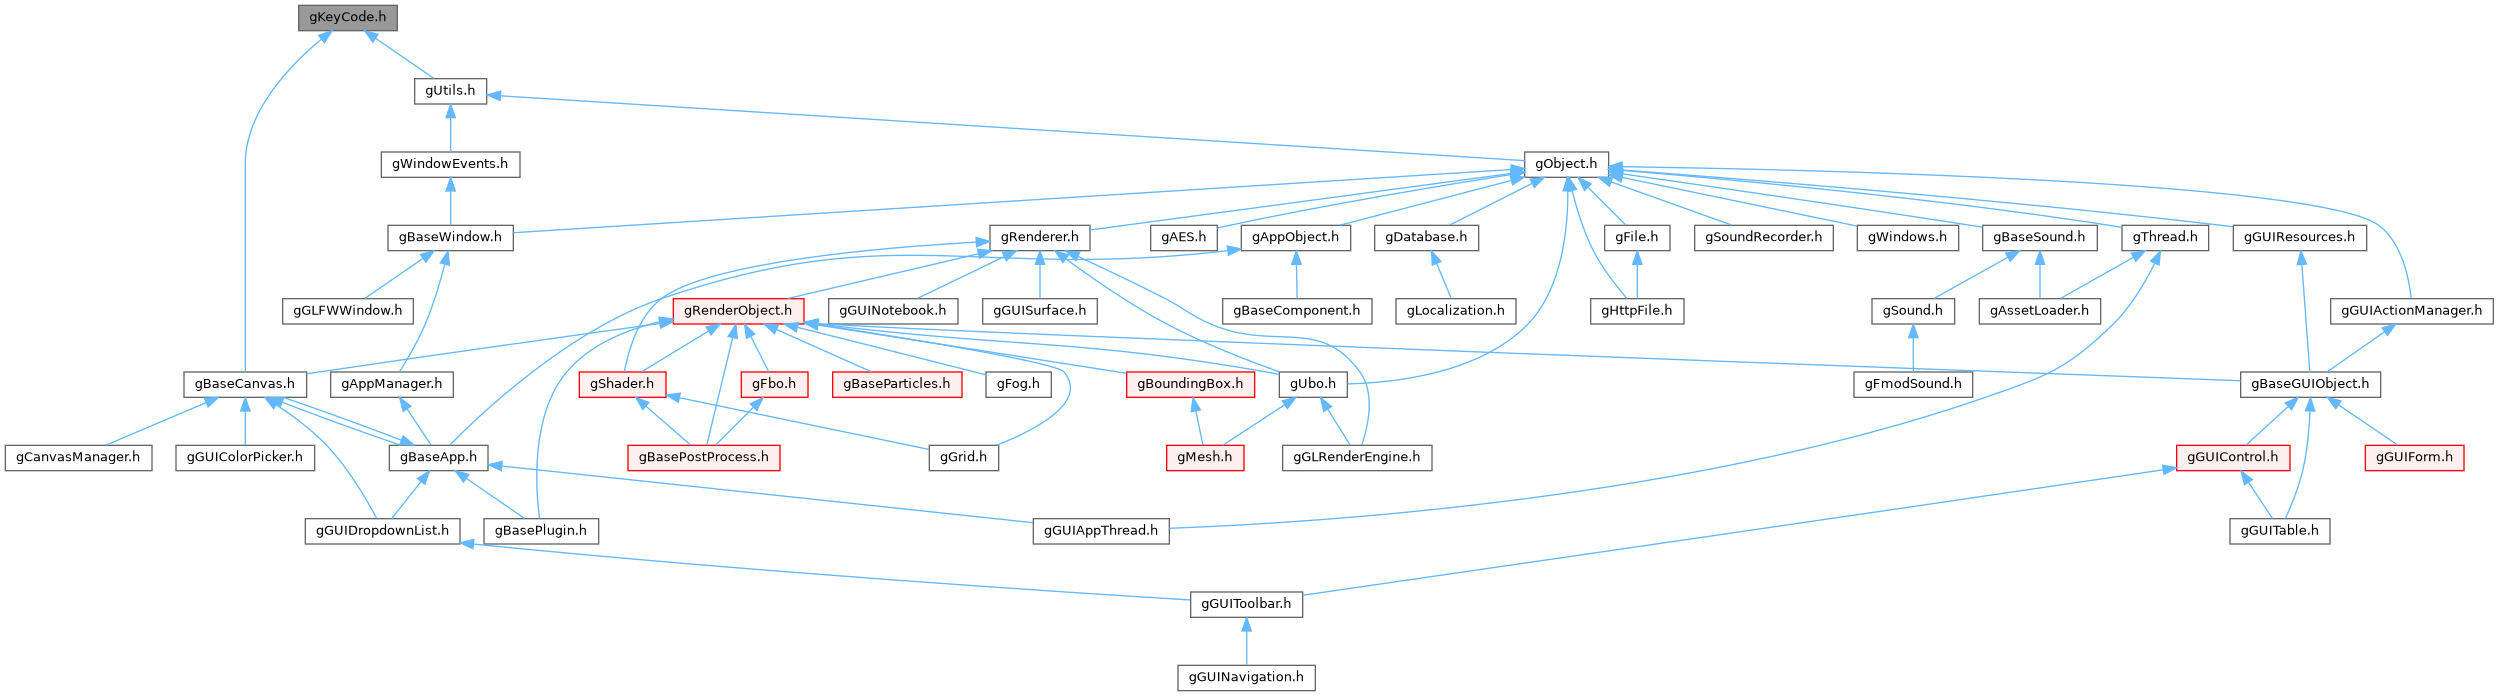 gKeyCode.h
gUtils.h
gWindowEvents.h
gObject.h
gBaseWindow.h
gRenderer.h
gAES.h
gAppObject.h
gDatabase.h
gFile.h
gSoundRecorder.h
gWindows.h
gBaseSound.h
gThread.h
gGUIResources.h
gGLFWWindow.h
gRenderObject.h
gGUINotebook.h
gGUISurface.h
gBaseComponent.h
gLocalization.h
gHttpFile.h
gSound.h
gAssetLoader.h
gGUIActionManager.h
gBaseCanvas.h
gAppManager.h
gShader.h
gFbo.h
gBaseParticles.h
gFog.h
gBoundingBox.h
gUbo.h
gFmodSound.h
gBaseGUIObject.h
gCanvasManager.h
gGUIColorPicker.h
gBaseApp.h
gBasePostProcess.h
gGrid.h
gMesh.h
gGLRenderEngine.h
gGUIControl.h
gGUIForm.h
gGUIDropdownList.h
gBasePlugin.h
gGUIAppThread.h
gGUITable.h
gGUIToolbar.h
gGUINavigation.h